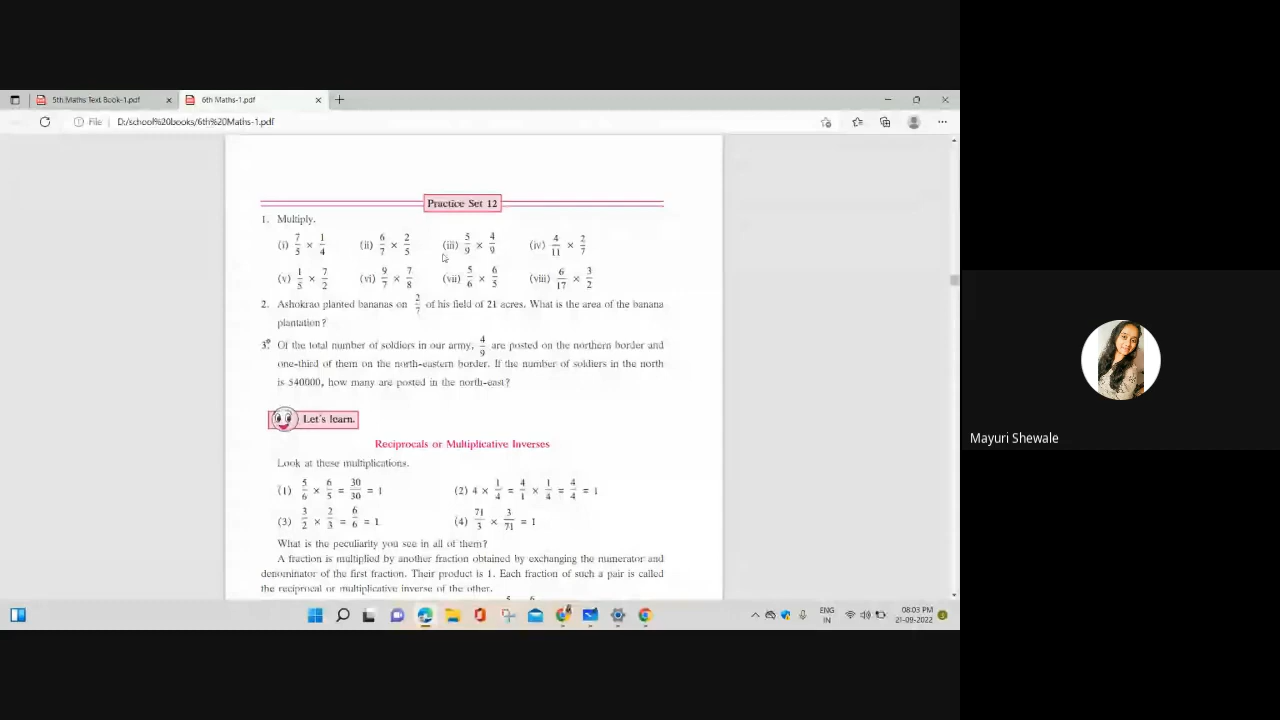 5th Maths Text Book-1.pdf
6th Maths-1.pdf
File
D:/school%20books/6th%20Maths-1.pdf
Practice Set 12
1. Multiply.
(i) 7/5 × 1/4 (ii) 6/7 × 2/5 (iii) 5/9 × 4/9 (iv) 4/11 × 2/7
(v) 1/5 × 7/2 (vi) 9/7 × 7/8 (vii) 5/6 × 6/5 (viii) 6/17 × 3/2
2. Ashokrao planted bananas on 2/7 of his field of 21 acres. What is the area of the banana
plantation?
3. Of the total number of soldiers in our army, 4/9 are posted on the northern border and
one-third of them on the north-eastern border. If the number of soldiers in the north
is 540000, how many are posted in the north-east?
Let's learn.
Reciprocals or Multiplicative Inverses
Look at these multiplications.
(1) 5/6 × 6/5 = 30/30 = 1 (2) 4 × 1/4 = 4/1 × 1/4 = 4/4 = 1
(3) 3/2 × 2/3 = 6/6 = 1 (4) 71/3 × 3/71 = 1
What is the peculiarity you see in all of them?
A fraction is multiplied by another fraction obtained by exchanging the numerator and
denominator of the first fraction. Their product is 1. Each fraction of such a pair is called
the reciprocal or multiplicative inverse of the other.
5 6
ENG
IN
08:03 PM
21-09-2022
Mayuri Shewale